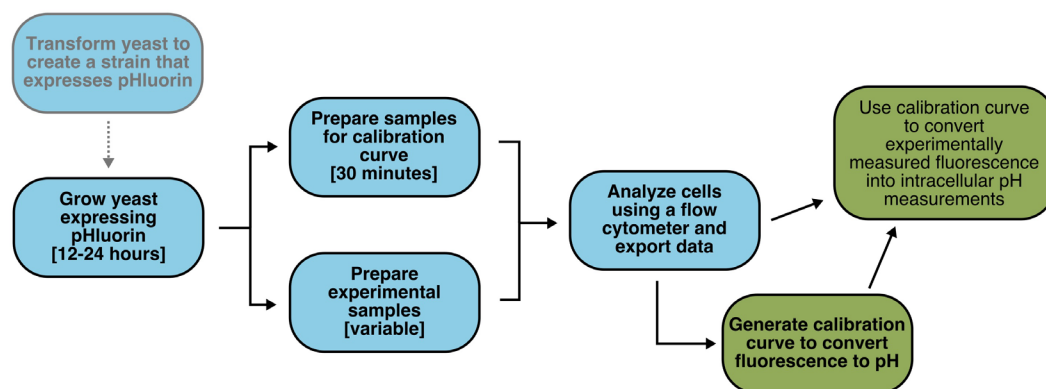 Transform yeast to
create a strain that
expresses pHluorin
Grow yeast
expressing
pHluorin
[12-24 hours]
Prepare samples
for calibration
curve
[30 minutes]
Prepare
experimental
samples
[variable]
Analyze cells
using a flow
cytometer and
export data
Generate calibration
curve to convert
fluorescence to pH
Use calibration curve
to convert
experimentally
measured fluorescence
into intracellular pH
measurements